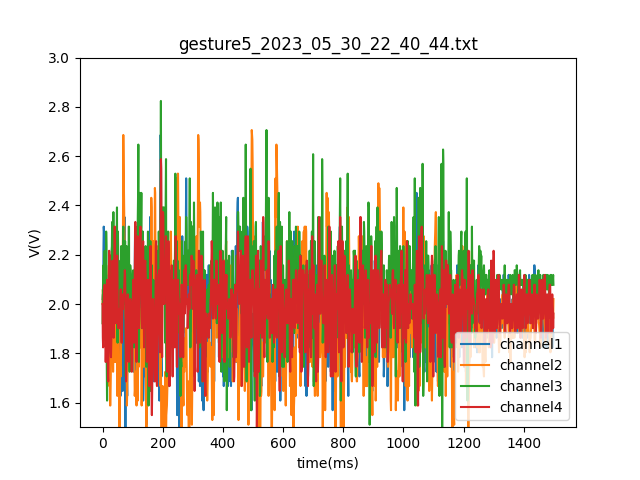 gesture5_2023_05_30_22_40_44.txt
3.0
2.8
2.6
2.4
2.2
2.0
1.8
1.6
V(V)
channel1
channel2
channel3
channel4
0 200 400 600 800 1000 1200 1400
time(ms)